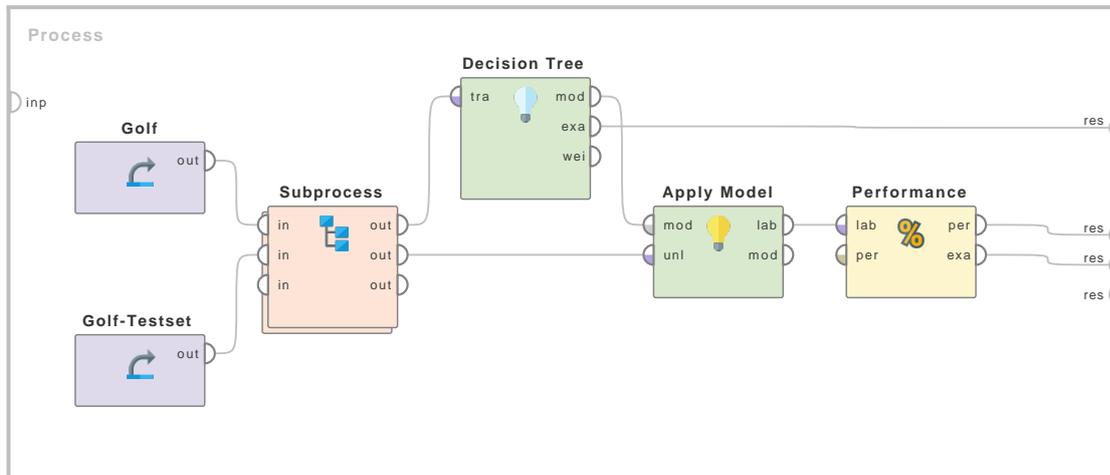 Process
inp
Golf
out
Golf-Testset
out
Subprocess
in out
in out
in out
Decision Tree
tra mod
exa
wei
Apply Model
mod lab
unl mod
Performance
% 
lab per
per exa
res
res
res
res